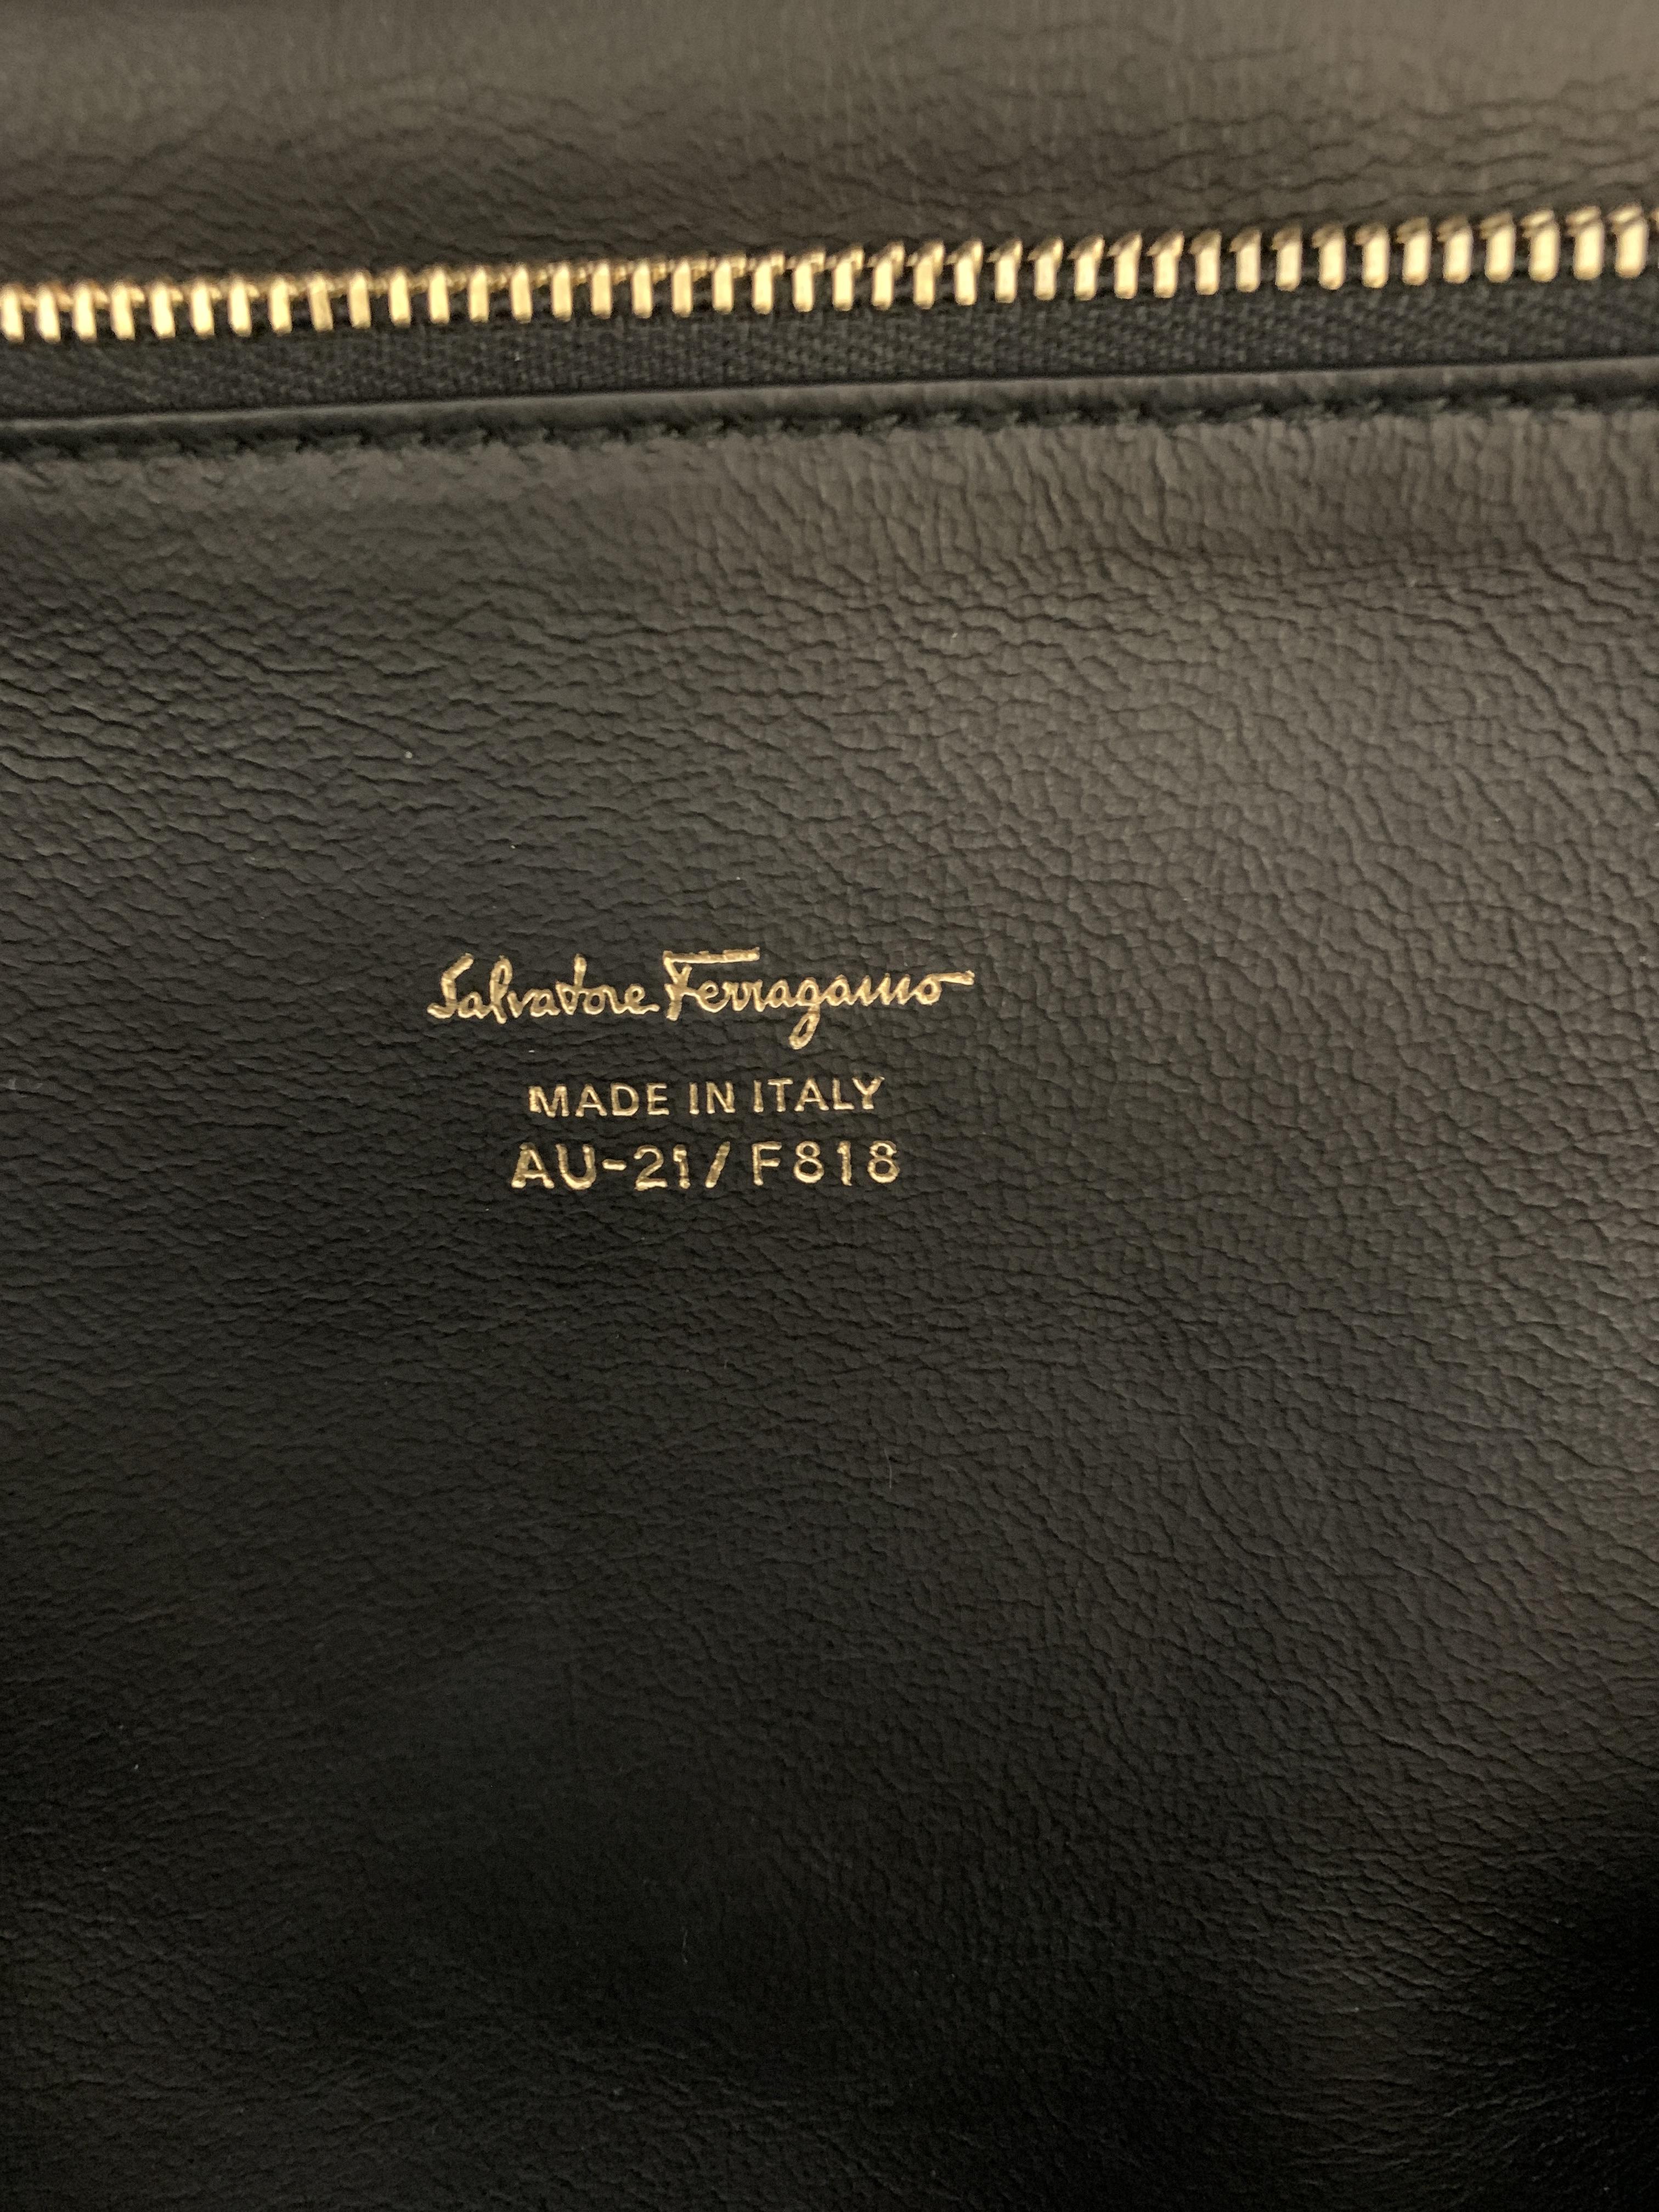 Salvatore Ferragamo
MADE IN ITALY
AU-21/F818